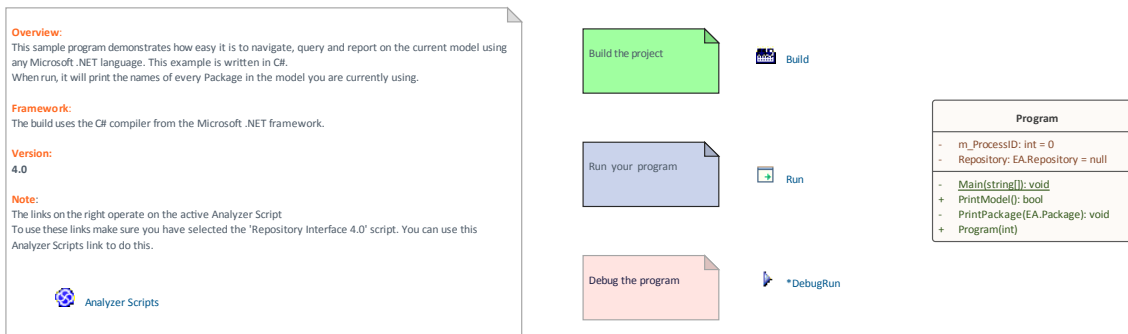 Overview:
This sample program demonstrates how easy it is to navigate, query and report on the current model using
any Microsoft .NET language. This example is written in C#.
When run, it will print the names of every Package in the model you are currently using.
Framework:
The build uses the C# compiler from the Microsoft .NET framework.
Version:
4.0
Note:
The links on the right operate on the active Analyzer Script
To use these links make sure you have selected the 'Repository Interface 4.0' script. You can use this
Analyzer Scripts link to do this.
Analyzer Scripts
Build the project
Build
Run your program
Run
Debug the program
*DebugRun
Program
- m_ProcessID: int = 0
- Repository: EA.Repository = null
- Main(string[]): void
+ PrintModel(): bool
- PrintPackage(EA.Package): void
+ Program(int)